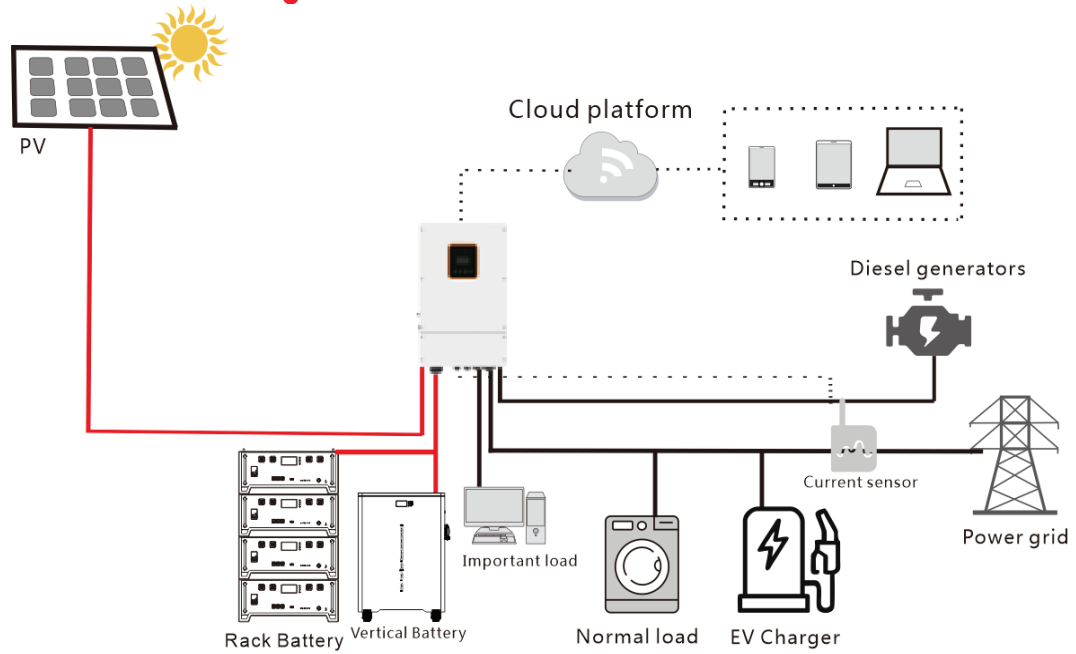 PV
Cloud platform
Diesel generators
Current sensor
Power grid
Important load
Rack Battery
Vertical Battery
Normal load
EV Charger